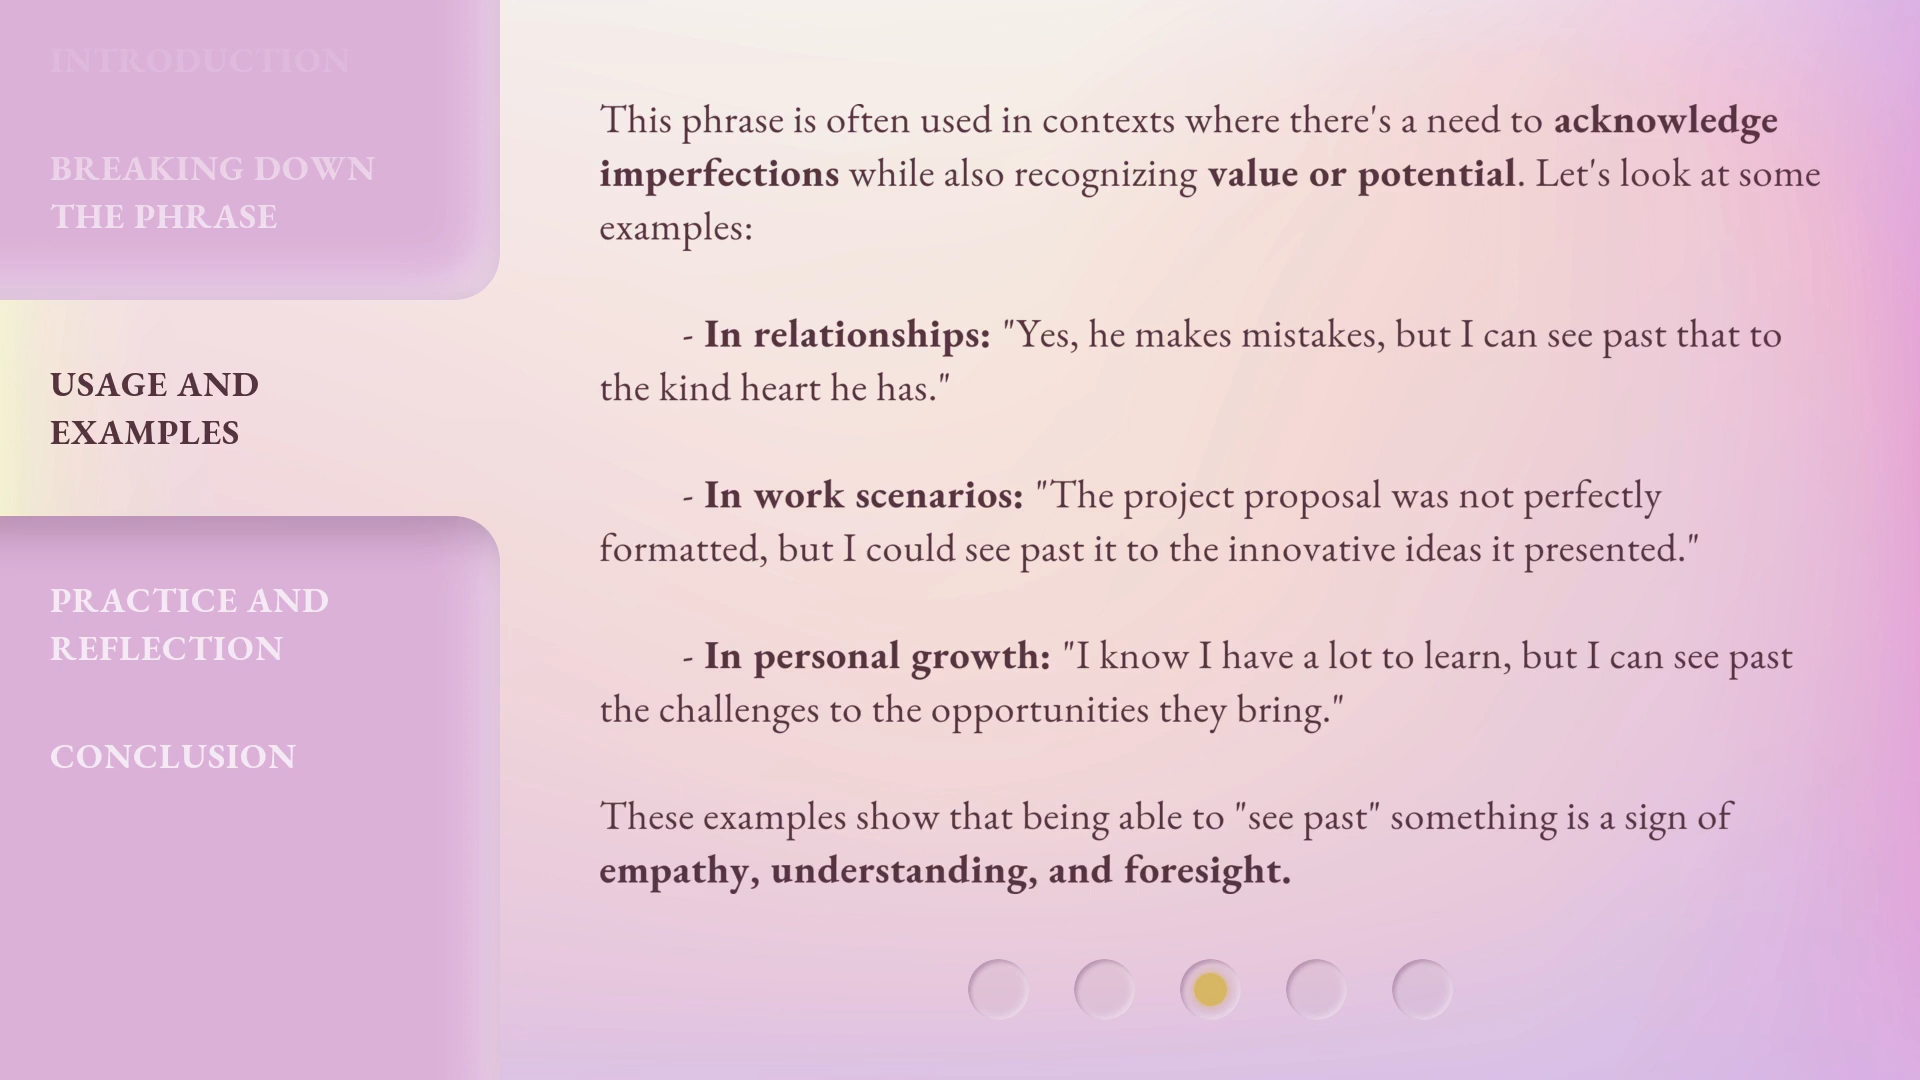 INTRODUCTION
BREAKING DOWN
THE PHRASE
USAGE AND
EXAMPLES
PRACTICE AND
REFLECTION
CONCLUSION
This phrase is often used in contexts where there's a need to acknowledge
imperfections while also recognizing value or potential. Let's look at some
examples:
- In relationships: "Yes, he makes mistakes, but I can see past that to
the kind heart he has."
- In work scenarios: "The project proposal was not perfectly
formatted, but I could see past it to the innovative ideas it presented."
- In personal growth: "I know I have a lot to learn, but I can see past
the challenges to the opportunities they bring."
These examples show that being able to "see past" something is a sign of
empathy, understanding, and foresight.